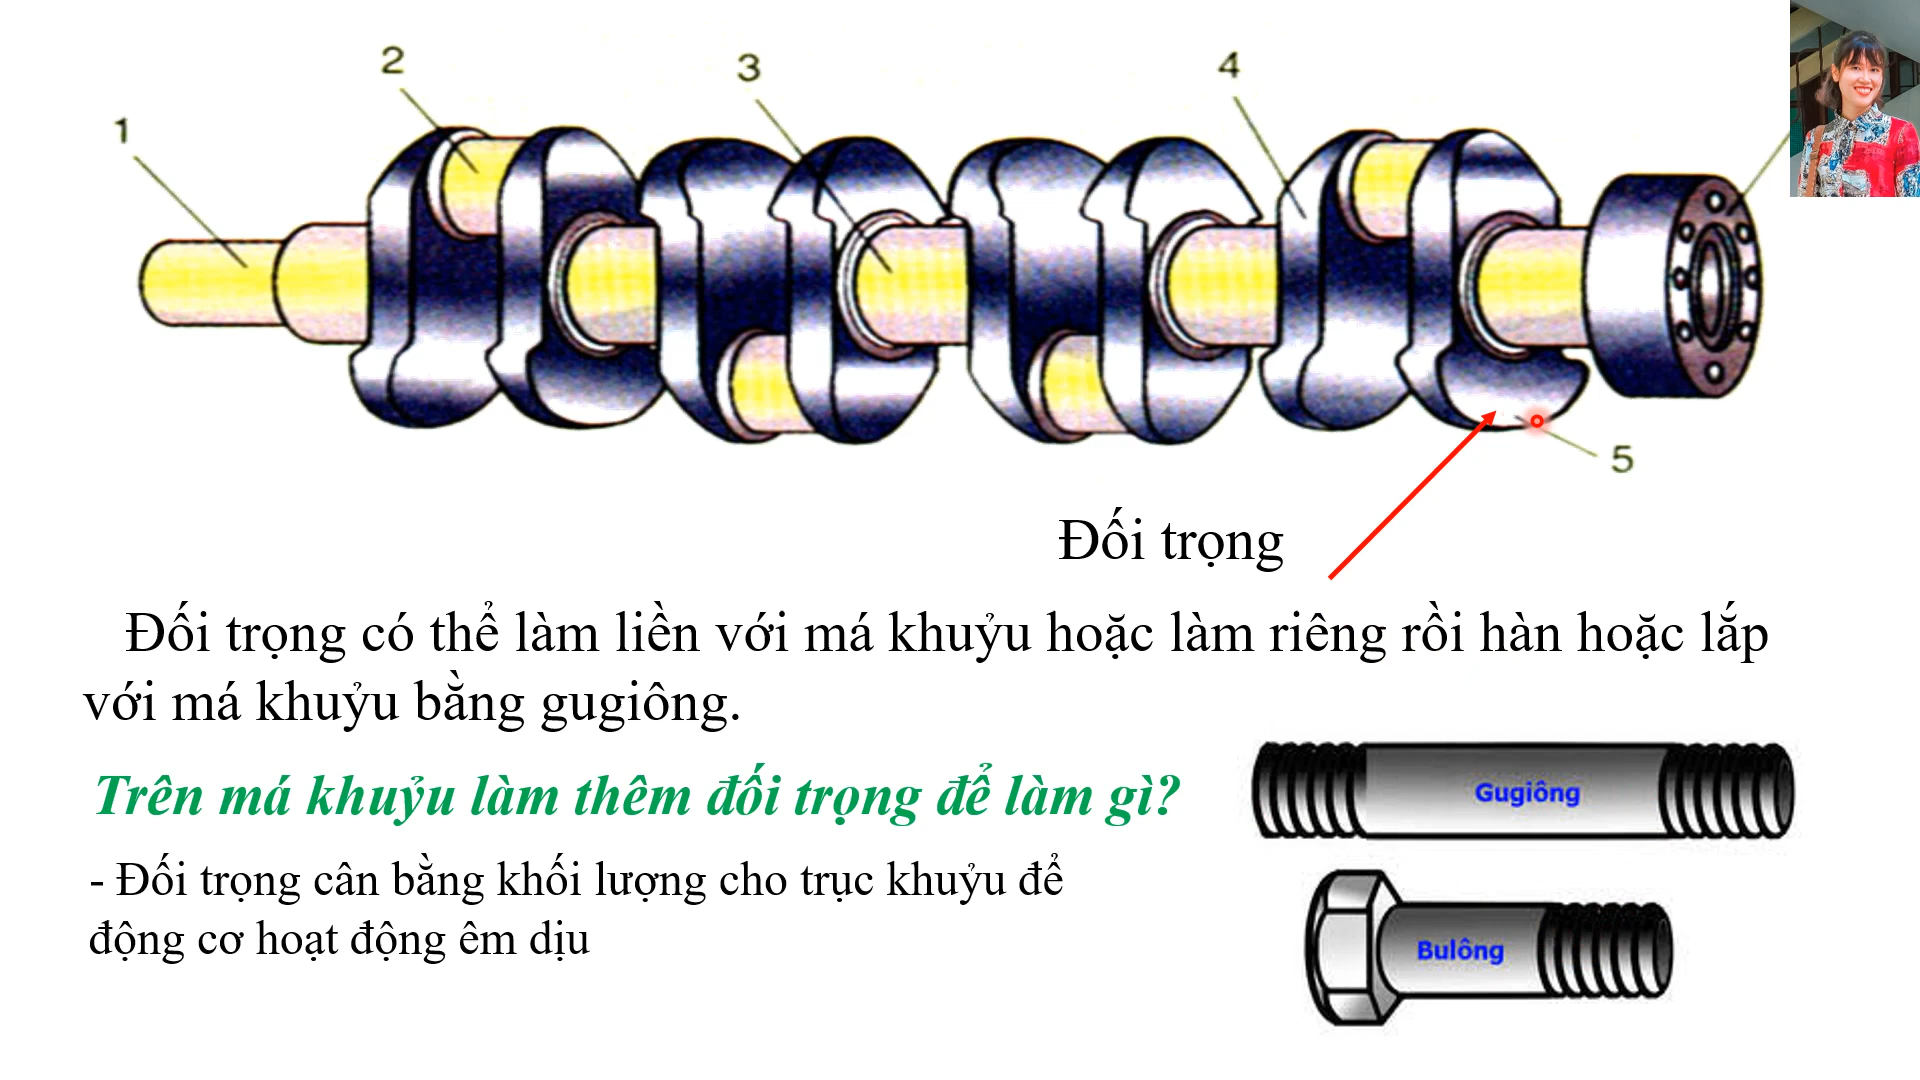 2
3
4
1
5
Đối trọng
Đối trọng có thể làm liền với má khuỷu hoặc làm riêng rồi hàn hoặc lắp
với má khuỷu bằng gugiông.
Trên má khuỷu làm thêm đối trọng để làm gì?
Gugiông
- Đối trọng cân bằng khối lượng cho trục khuỷu để
động cơ hoạt động êm dịu
Bulông